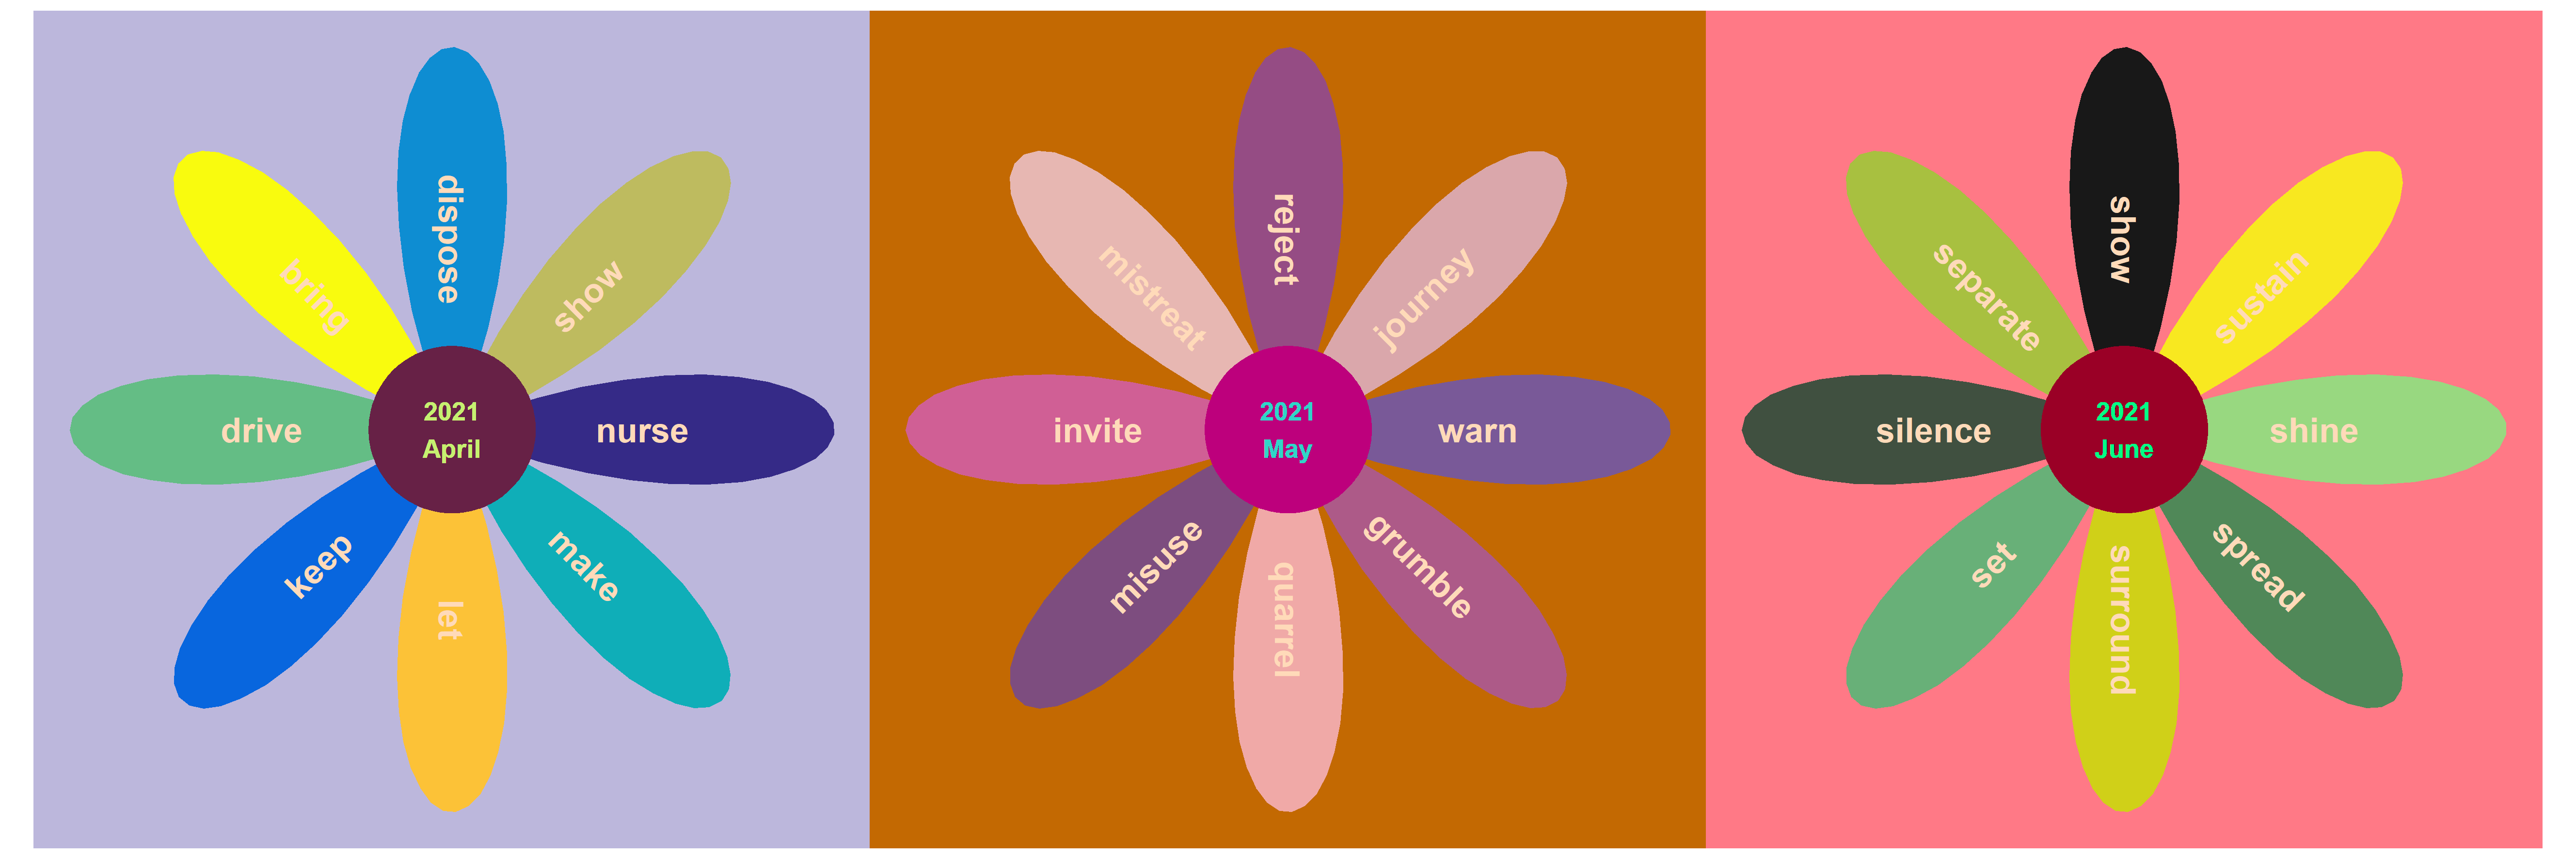 dispose
show
nurse
make
let
keep
drive
bring
2021
April
reject
journey
warn
grumble
quarrel
misuse
invite
mistreat
2021
May
show
sustain
shine
spread
surround
set
silence
separate
2021
June